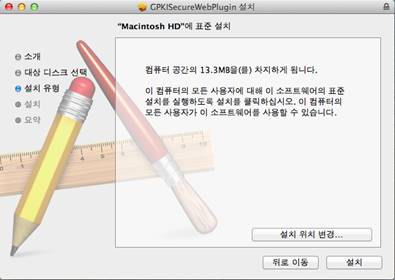 GPKISecureWebPlugin 설치
"Macintosh HD"에 표준 설치
소개
대상 디스크 선택
설치 유형
설치
요약
컴퓨터 공간의 13.3MB을(를) 차지하게 됩니다.
이 컴퓨터의 모든 사용자에 대해 이 소프트웨어의 표준
설치를 실행하도록 설치를 클릭하십시오. 이 컴퓨터의
모든 사용자가 이 소프트웨어를 사용할 수 있습니다.
설치 위치 변경...
뒤로 이동
설치